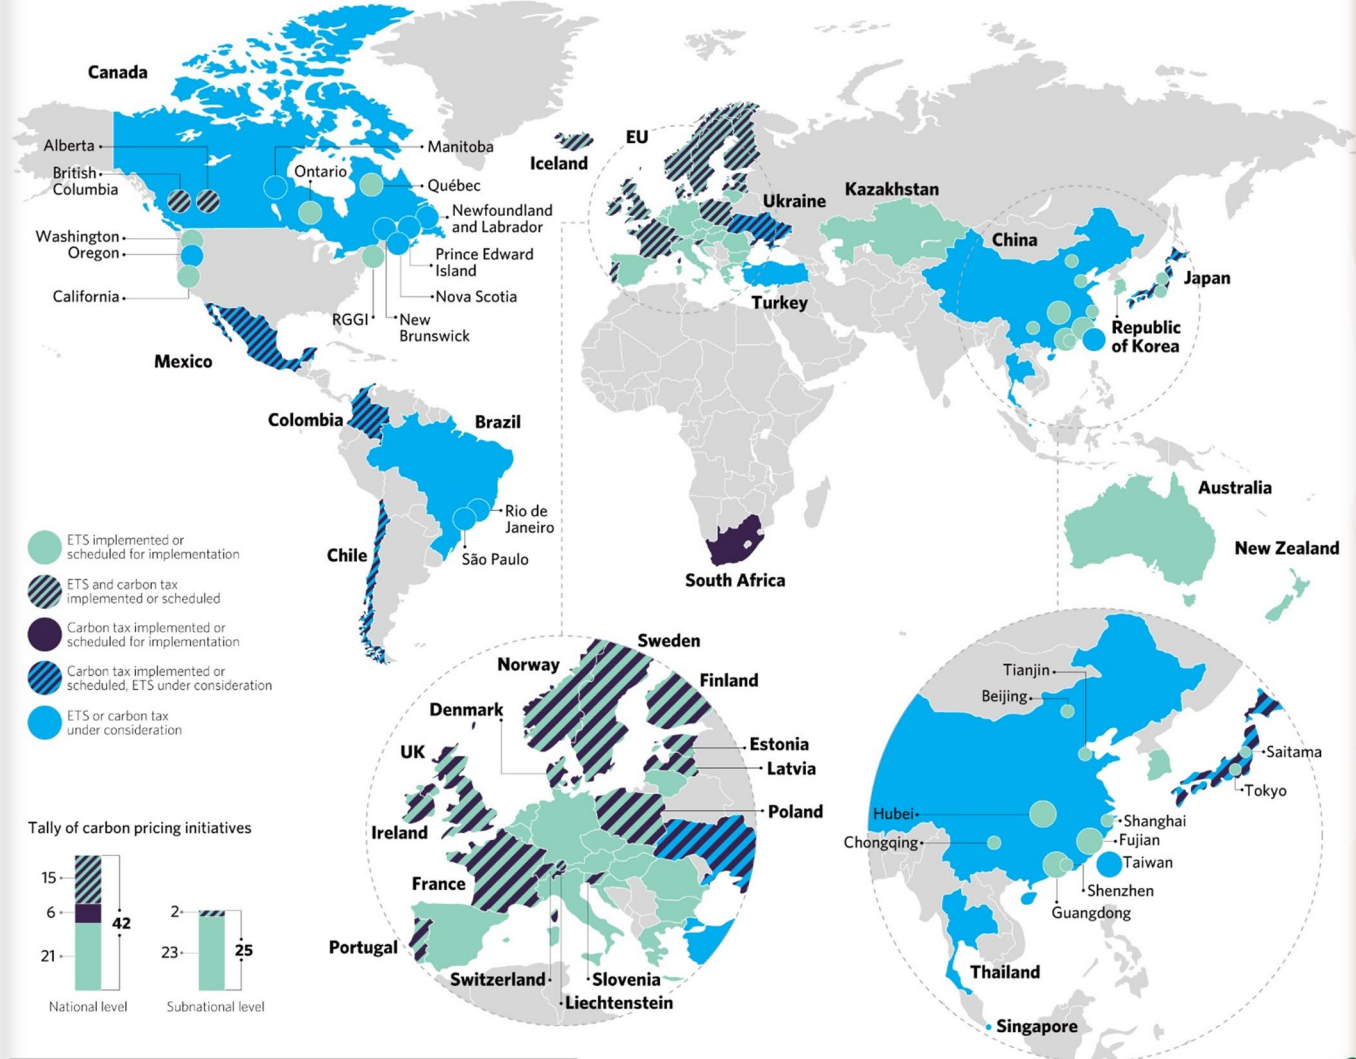 Canada
Alberta
British
Columbia
Manitoba
Ontario
Québec
Newfoundland
and Labrador
Washington
Oregon
Prince Edward
Island
California
Nova Scotia
RGGI
New
Brunswick
Mexico
Iceland
EU
Ukraine
Kazakhstan
China
Japan
Turkey
Republic
of Korea
Colombia
Brazil
Rio de
Janeiro
São Paulo
Chile
South Africa
Australia
New Zealand
ETS implemented or
scheduled for implementation
ETS and carbon tax
implemented or scheduled
Carbon tax implemented or
scheduled for implementation
Carbon tax implemented or
scheduled, ETS under consideration
ETS or carbon tax
under consideration
Tally of carbon pricing initiatives
15
6
42
21
National level
2
23
25
Subnational level
Sweden
Norway
Finland
Denmark
UK
Estonia
Latvia
Poland
Ireland
France
Portugal
Switzerland
Slovenia
Liechtenstein
Tianjin
Beijing
Saitama
Tokyo
Hubei
Shanghai
Chongqing
Fujian
Taiwan
Shenzhen
Guangdong
Thailand
Singapore